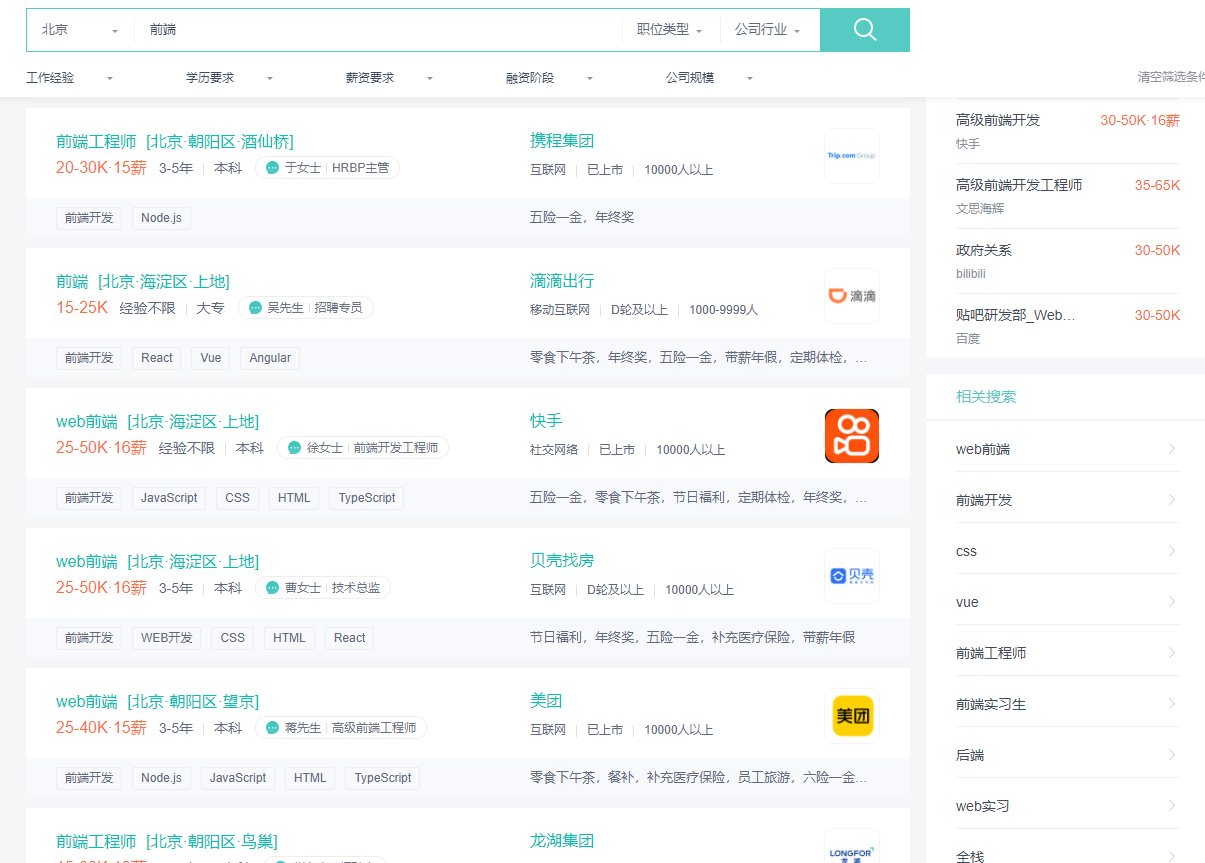 北京 前端 职位类型 公司行业
工作经验 学历要求 薪资要求 融资阶段 公司规模 清空筛选条件
前端工程师 [北京·朝阳区·酒仙桥] 携程集团
20-30K·15薪 3-5年 本科 于女士 HRBP主管 互联网 已上市 10000人以上
Trip.com Group
前端开发 Node.js 五险一金，年终奖
前端 [北京·海淀区·上地] 滴滴出行
15-25K 经验不限 大专 吴先生 招聘专员 移动互联网 D轮及以上 1000-9999人
滴滴
前端开发 React Vue Angular 零食下午茶，年终奖，五险一金，带薪年假，定期体检，...
web前端 [北京·海淀区·上地] 快手
25-50K·16薪 经验不限 本科 徐女士 前端开发工程师 社交网络 已上市 10000人以上
前端开发 JavaScript CSS HTML TypeScript 五险一金，零食下午茶，节日福利，定期体检，年终奖，...
web前端 [北京·海淀区·上地] 贝壳找房
25-50K·16薪 3-5年 本科 曹女士 技术总监 互联网 D轮及以上 10000人以上
贝壳
前端开发 WEB开发 CSS HTML React 节日福利，年终奖，五险一金，补充医疗保险，带薪年假
web前端 [北京·朝阳区·望京] 美团
25-40K·15薪 3-5年 本科 蒋先生 高级前端工程师 互联网 已上市 10000人以上
美团
前端开发 Node.js JavaScript HTML TypeScript 零食下午茶，餐补，补充医疗保险，员工旅游，六险一金...
前端工程师 [北京·朝阳区·鸟巢] 龙湖集团
LONGFOR
高级前端开发 30-50K·16薪
快手
高级前端开发工程师 35-65K
文思海辉
政府关系 30-50K
bilibili
贴吧研发部_Web... 30-50K
百度
相关搜索
web前端
前端开发
css
vue
前端工程师
前端实习生
后端
web实习
全栈